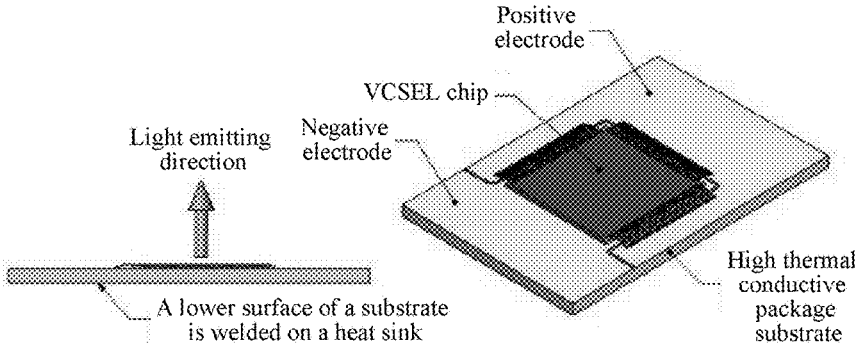 Positive
electrode
VCSEL chip
Negative
electrode
Light emitting
direction
High thermal
conductive
package
substrate
A lower surface of a substrate
is welded on a heat sink